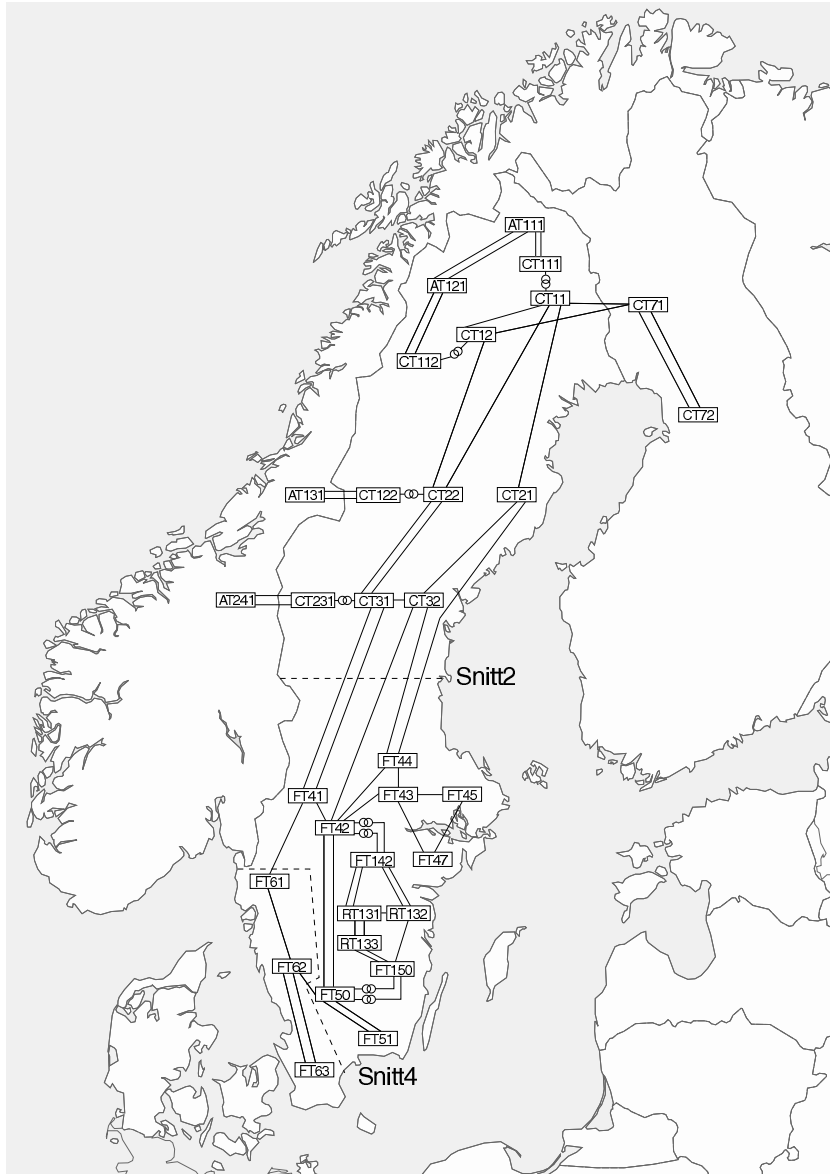 AT111
CT111
AT121
CT11
CT71
CT12
CT112
CT72
AT131
CT122
CT22
CT21
AT241
CT231
CT31
CT32
Snitt2
FT44
FT41
FT43
FT45
FT42
FT142
FT47
FT61
RT131
RT132
RT133
FT62
FT150
FT50
FT51
FT63
Snitt4